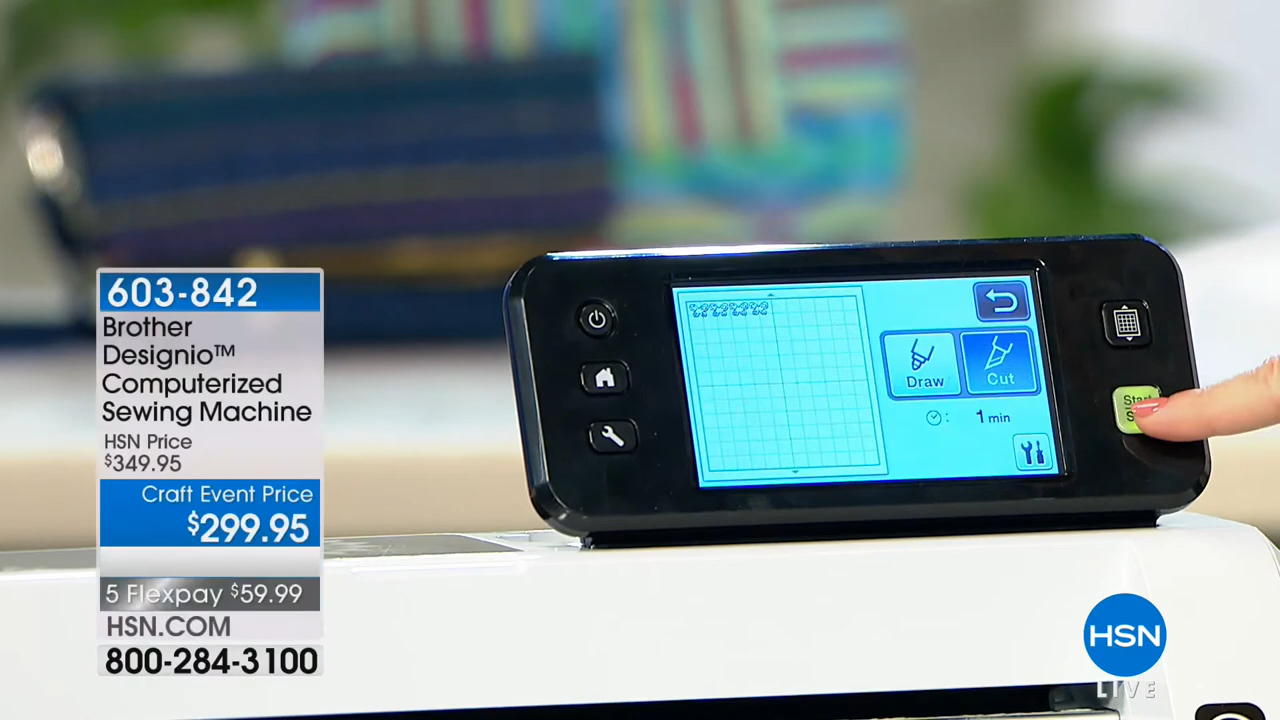 603-842
Brother
Designio™
Computerized
Sewing Machine
HSN Price
$349.95
Craft Event Price
$299.95
5 Flexpay $59.99
HSN.COM
800-284-3100
Draw
Cut
: 1 min
Start
HSN
LIVE